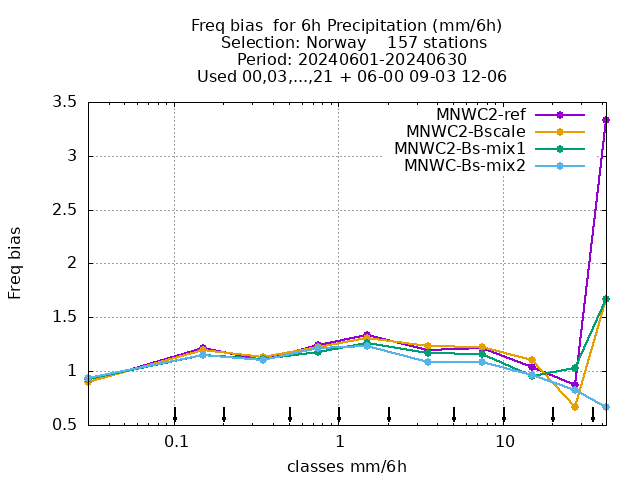 Freq bias  for 6h Precipitation (mm/6h)
Selection: Norway    157 stations
Period: 20240601-20240630
Used 00,03,...,21 + 06-00 09-03 12-06
MNWC2-ref
MNWC2-Bscale
MNWC2-Bs-mix1
MNWC-Bs-mix2
3.5
3
2.5
2
1.5
1
0.5
Freq bias
0.1 1 10
classes mm/6h